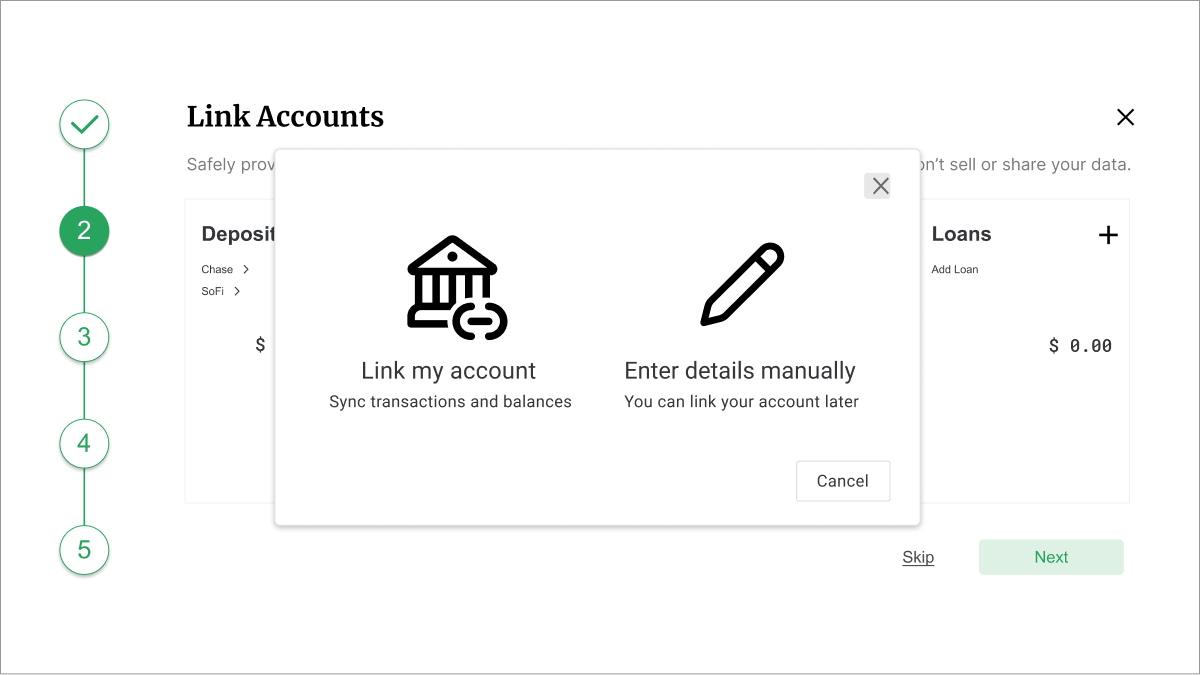 Link Accounts
Safely prov
on't sell or share your data.
2
Deposit
Loans
Chase
Add Loan
SoFi
3
$
$ 0.00
Link my account
Enter details manually
Sync transactions and balances
You can link your account later
4
Cancel
5
Skip
Next